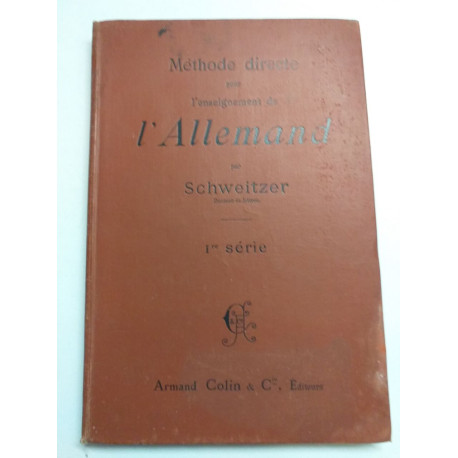 Méthode directe
pour
l'enseignement de
l'Allemand
par
Schweitzer
1re série
Armand Colin & Cie, Éditeurs